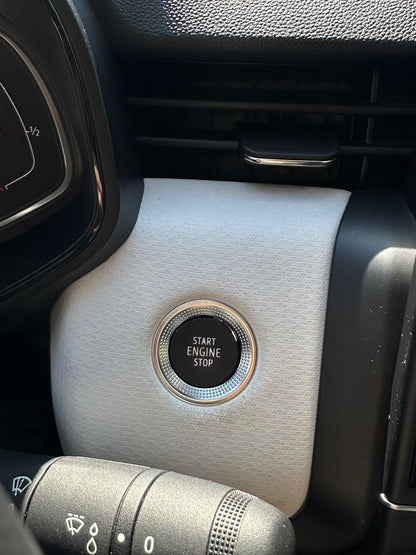 1/2
START
ENGINE
STOP
0